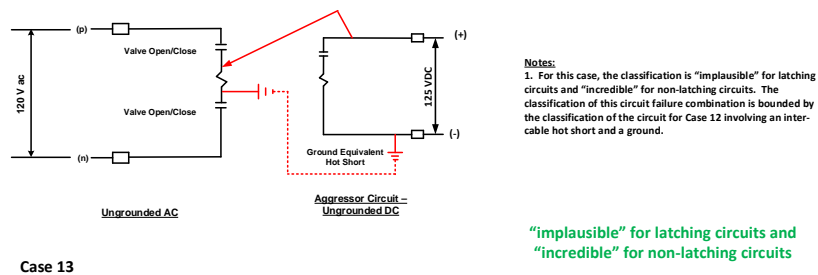 (p)
(+)
Valve Open/Close
120 V ac
125 VDC
Valve Open/Close
(-)
(n)
Ground Equivalent
Hot Short
Ungrounded AC
Aggressor Circuit –
Ungrounded DC
Case 13
Notes:
1. For this case, the classification is “implausible” for latching
circuits and “incredible” for non-latching circuits. The
classification of this circuit failure combination is bounded by
the classification of the circuit for Case 12 involving an inter-
cable hot short and a ground.
“implausible” for latching circuits and
“incredible” for non-latching circuits